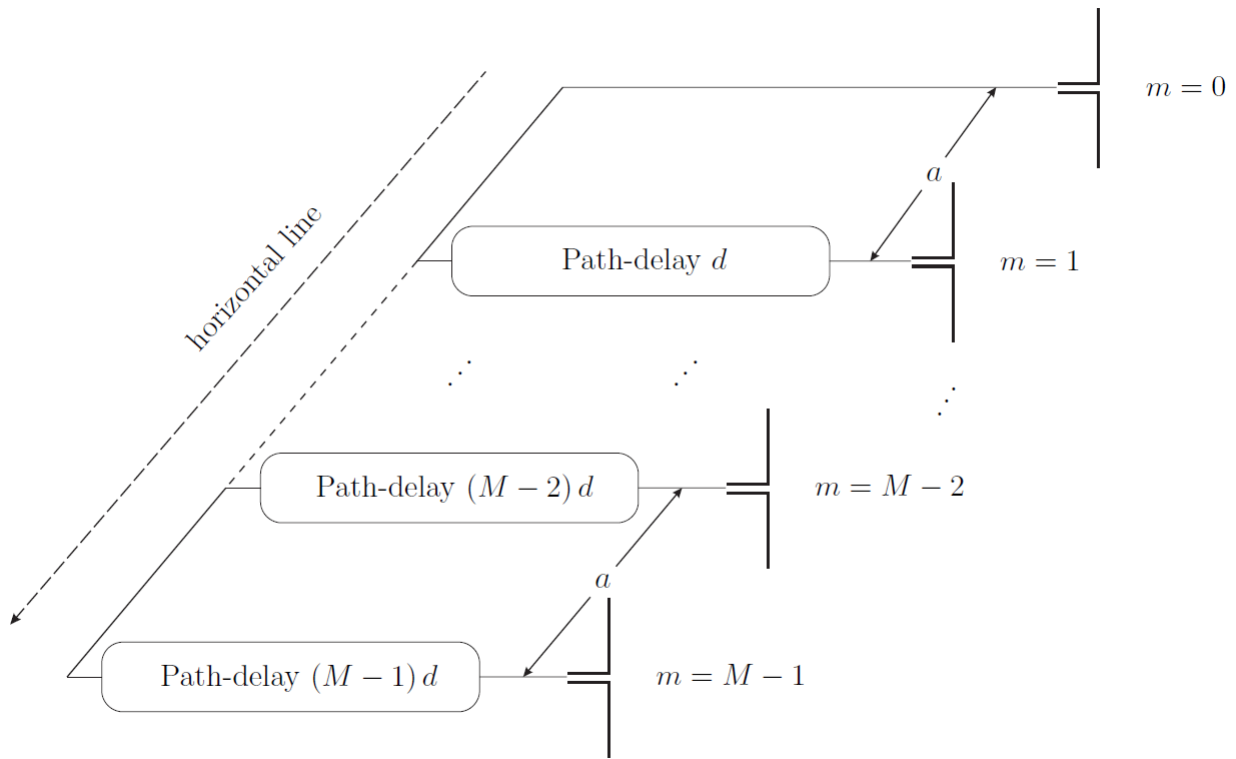 m = 0
a
horizontal line
Path-delay d
m = 1
Path-delay (M − 2) d
m = M − 2
a
Path-delay (M − 1) d
m = M − 1